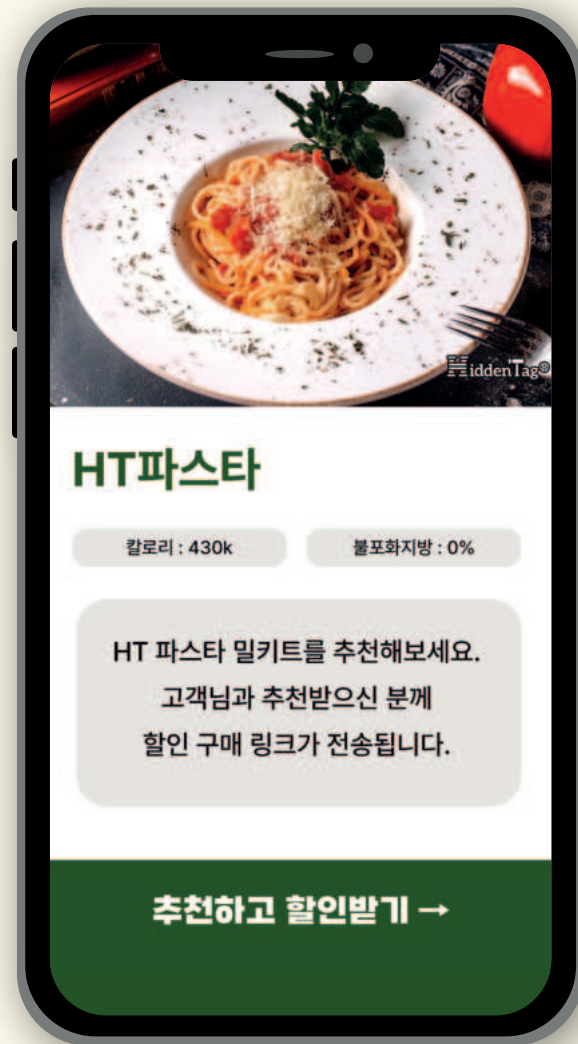 HiddenTag®
HT파스타
칼로리 : 430k
불포화지방 : 0%
HT 파스타 밀키트를 추천해보세요.
고객님과 추천받으신 분께
할인 구매 링크가 전송됩니다.
추천하고 할인받기 →